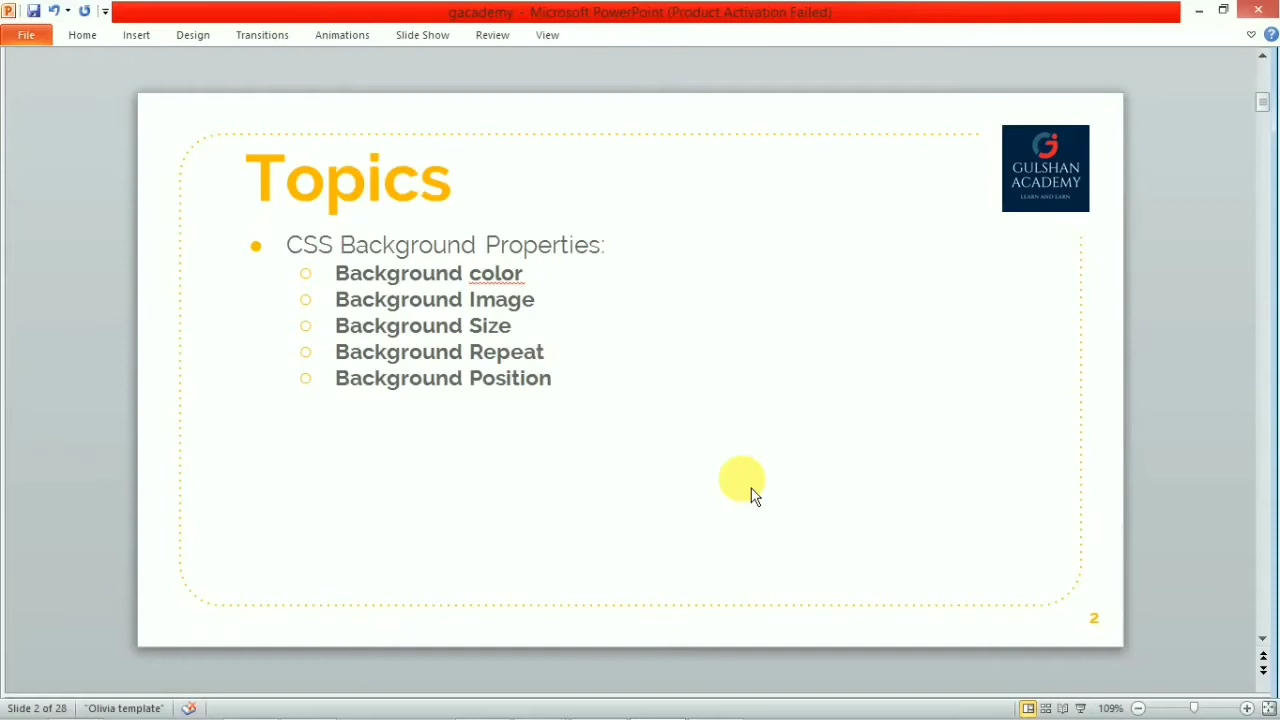 gacademy - Microsoft PowerPoint (Product Activation Failed)
File Home Insert Design Transitions Animations Slide Show Review View
Topics
GULSHAN
ACADEMY
LEARN AND EARN
CSS Background Properties:
Background color
Background Image
Background Size
Background Repeat
Background Position
2
Slide 2 of 28 "Olivia template" 109%